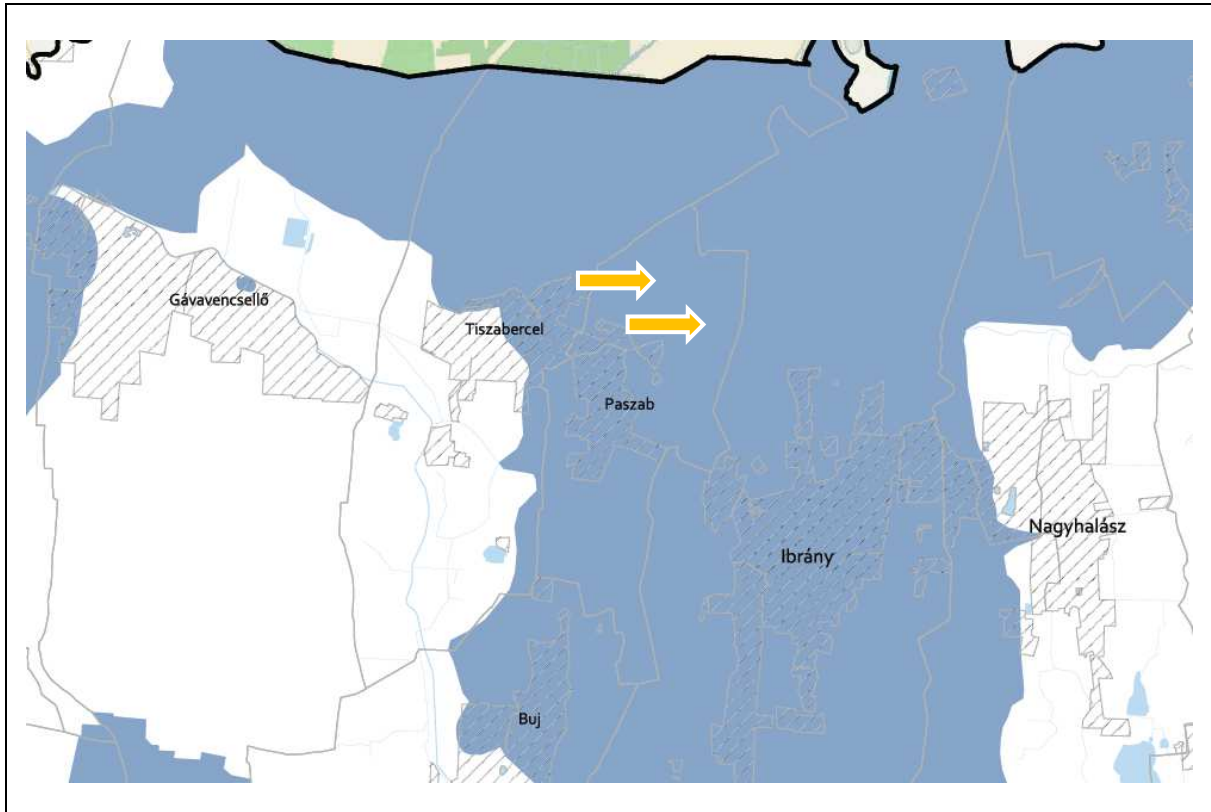 Gávavencsellő
Tiszabercel
Paszab
Ibrány
Nagyhalász
Buj